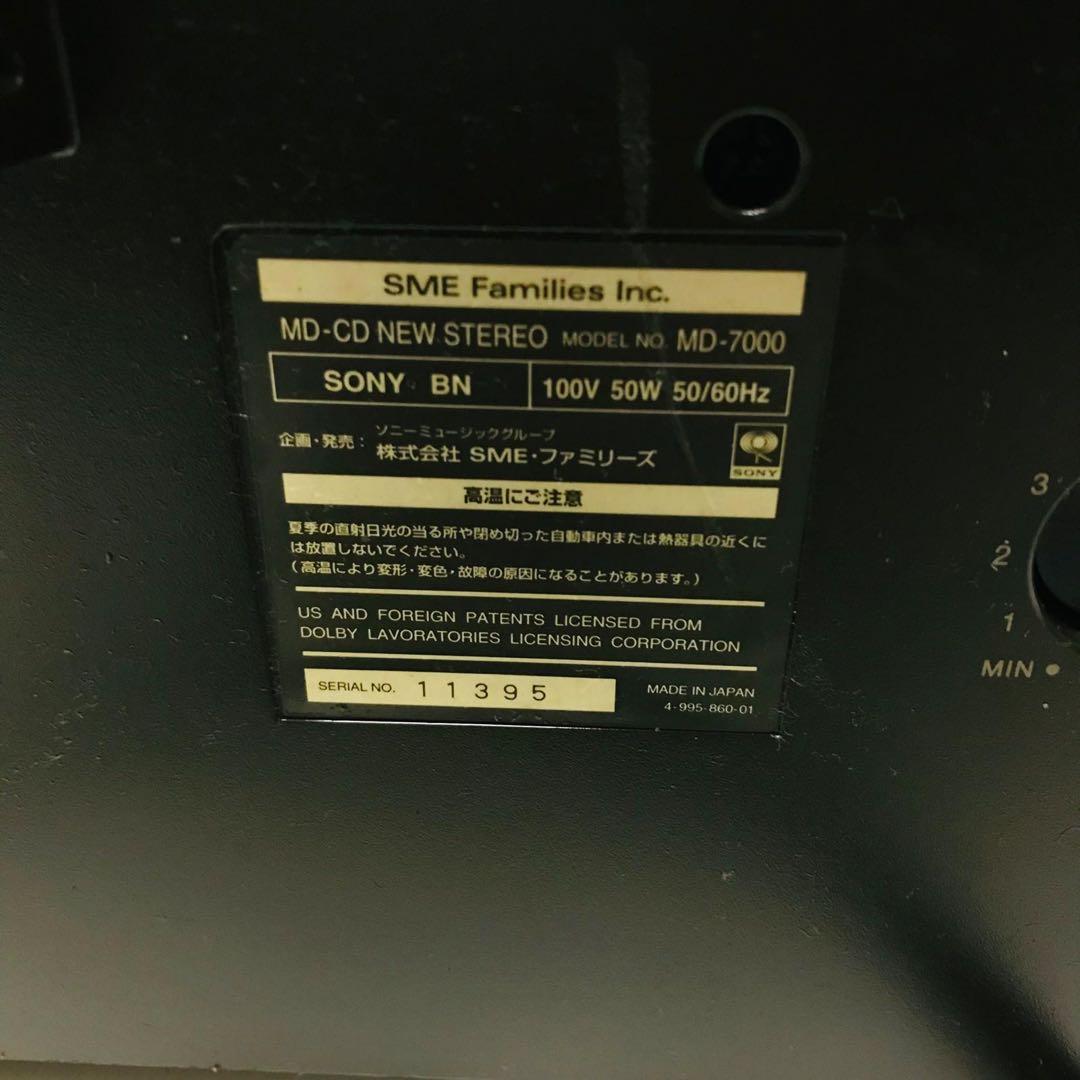 SME Families Inc.
MD-CD NEW STEREO MODEL NO. MD-7000
SONY BN 100V 50W 50/60Hz
ソニーミュージックグループ
企画・発売: 株式会社 SME・ファミリーズ
SONY
高温にご注意
夏季の直射日光の当る所や閉め切った自動車内または熱器具の近くに
は放置しないでください。
(高温により変形・変色・故障の原因になることがあります。)
US AND FOREIGN PATENTS LICENSED FROM
DOLBY LAVORATORIES LICENSING CORPORATION
SERIAL NO. 11395 MADE IN JAPAN
4-995-860-01
3
2
1
MIN